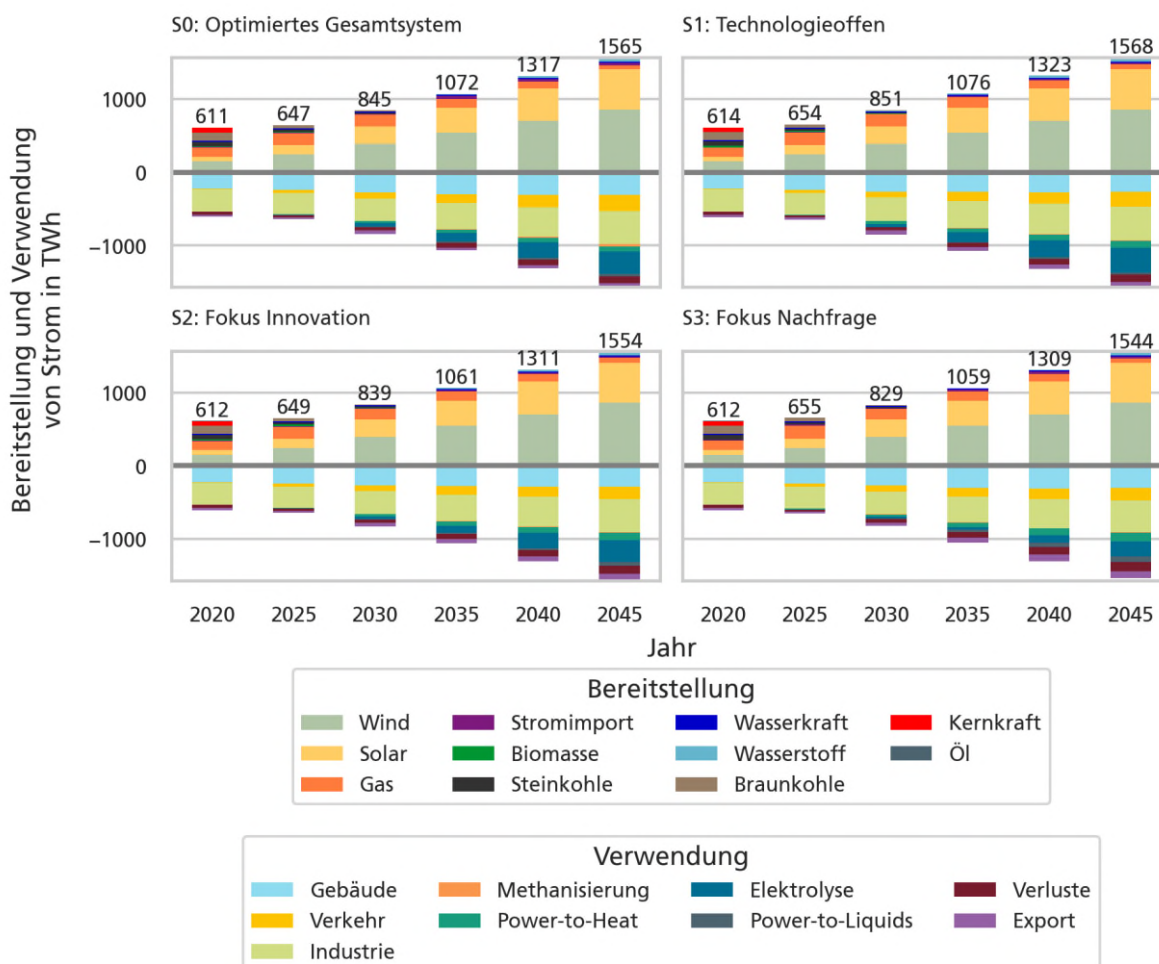 S0: Optimiertes Gesamtsystem
S1: Technologieoffen
1565
1317
1072
845
647
611
1000
0
−1000
1568
1323
1076
851
654
614
Bereitstellung und Verwendung
von Strom in TWh
S2: Fokus Innovation
S3: Fokus Nachfrage
1554
1311
1061
839
649
612
1000
0
−1000
1544
1309
1059
829
655
612
2020 2025 2030 2035 2040 2045
2020 2025 2030 2035 2040 2045
Jahr
Bereitstellung
Wind Stromimport Wasserkraft Kernkraft
Solar Biomasse Wasserstoff Öl
Gas Steinkohle Braunkohle
Verwendung
Gebäude Methanisierung Elektrolyse Verluste
Verkehr Power-to-Heat Power-to-Liquids Export
Industrie